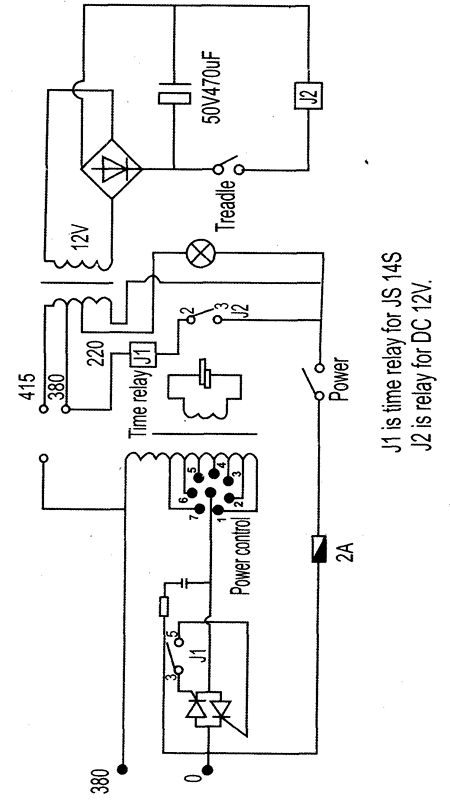 415
380
220
12V
50V470uF
J2
Treadle
J1
Time relay
2
3
J2
Power
1
2
3
4
5
6
7
Power control
3
5
J1
2A
380
0
J1 is time relay for JS 14S
J2 is relay for DC 12V.